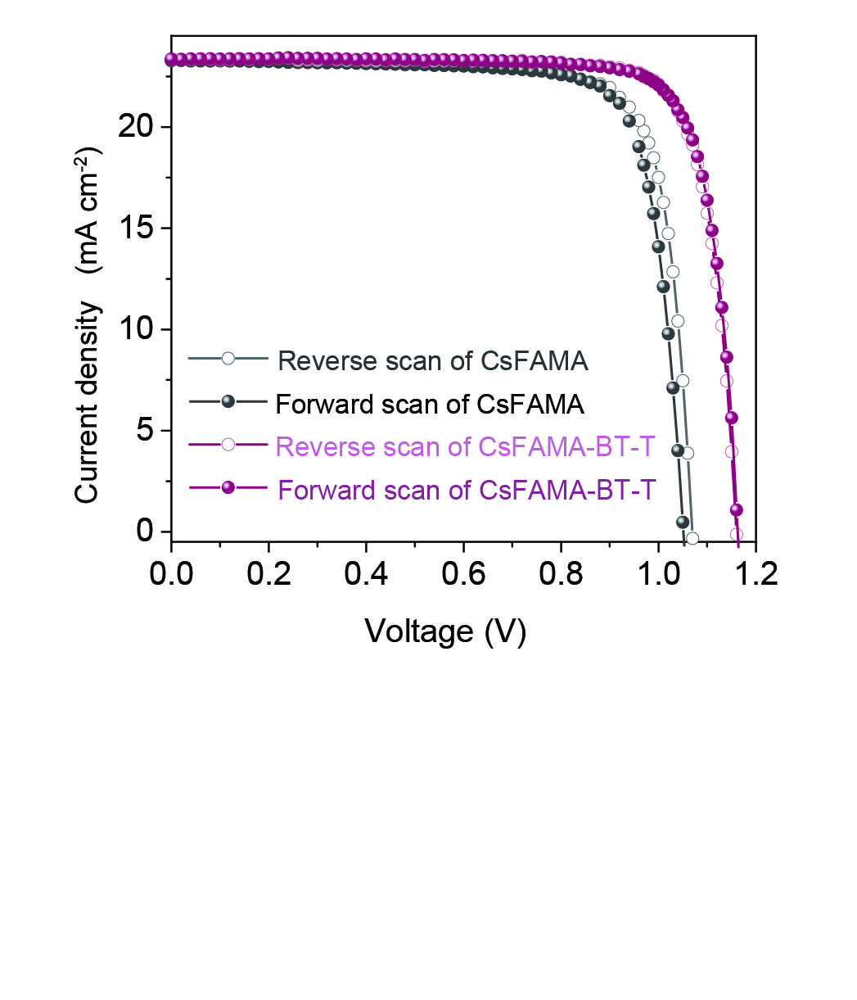 Current density (mA cm-2)
20
15
10
5
0
Reverse scan of CsFAMA
Forward scan of CsFAMA
Reverse scan of CsFAMA-BT-T
Forward scan of CsFAMA-BT-T
0.0 0.2 0.4 0.6 0.8 1.0 1.2
Voltage (V)